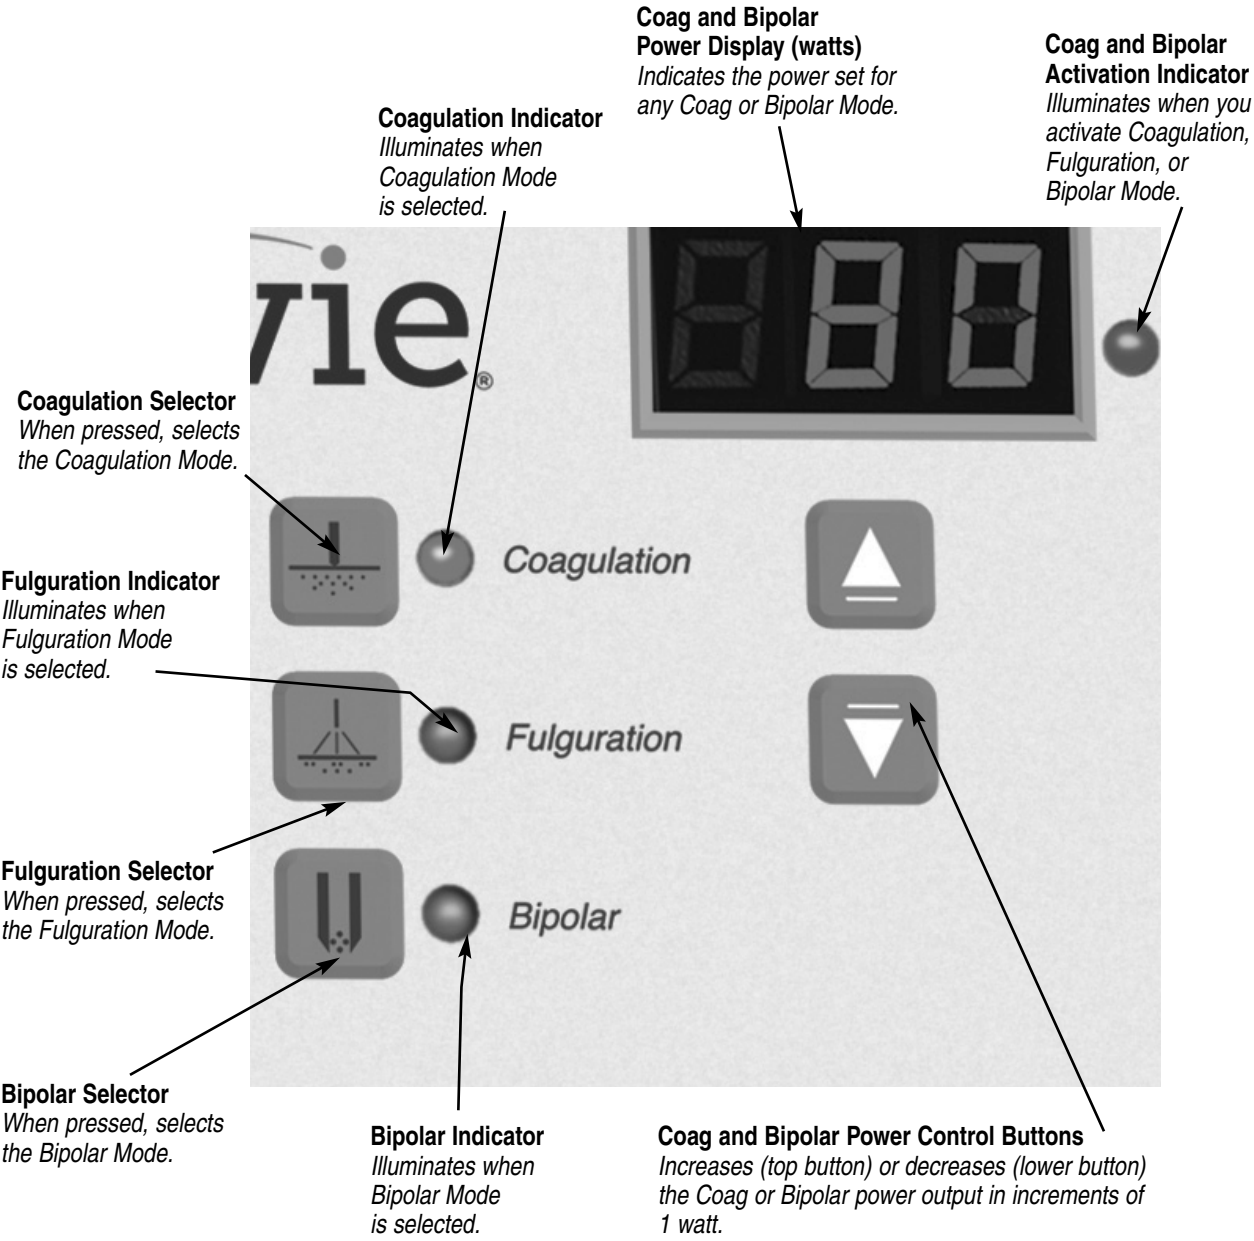 Coag and Bipolar
Power Display (watts)
Indicates the power set for
any Coag or Bipolar Mode.
Coag and Bipolar
Activation Indicator
Illuminates when you
activate Coagulation,
Fulguration, or
Bipolar Mode.
Coagulation Indicator
Illuminates when
Coagulation Mode
is selected.
vie®
80
Coagulation Selector
When pressed, selects
the Coagulation Mode.
Coagulation
Fulguration Indicator
Illuminates when
Fulguration Mode
is selected.
Fulguration
Fulguration Selector
When pressed, selects
the Fulguration Mode.
Bipolar
Bipolar Selector
When pressed, selects
the Bipolar Mode.
Bipolar Indicator
Illuminates when
Bipolar Mode
is selected.
Coag and Bipolar Power Control Buttons
Increases (top button) or decreases (lower button)
the Coag or Bipolar power output in increments of
1 watt.